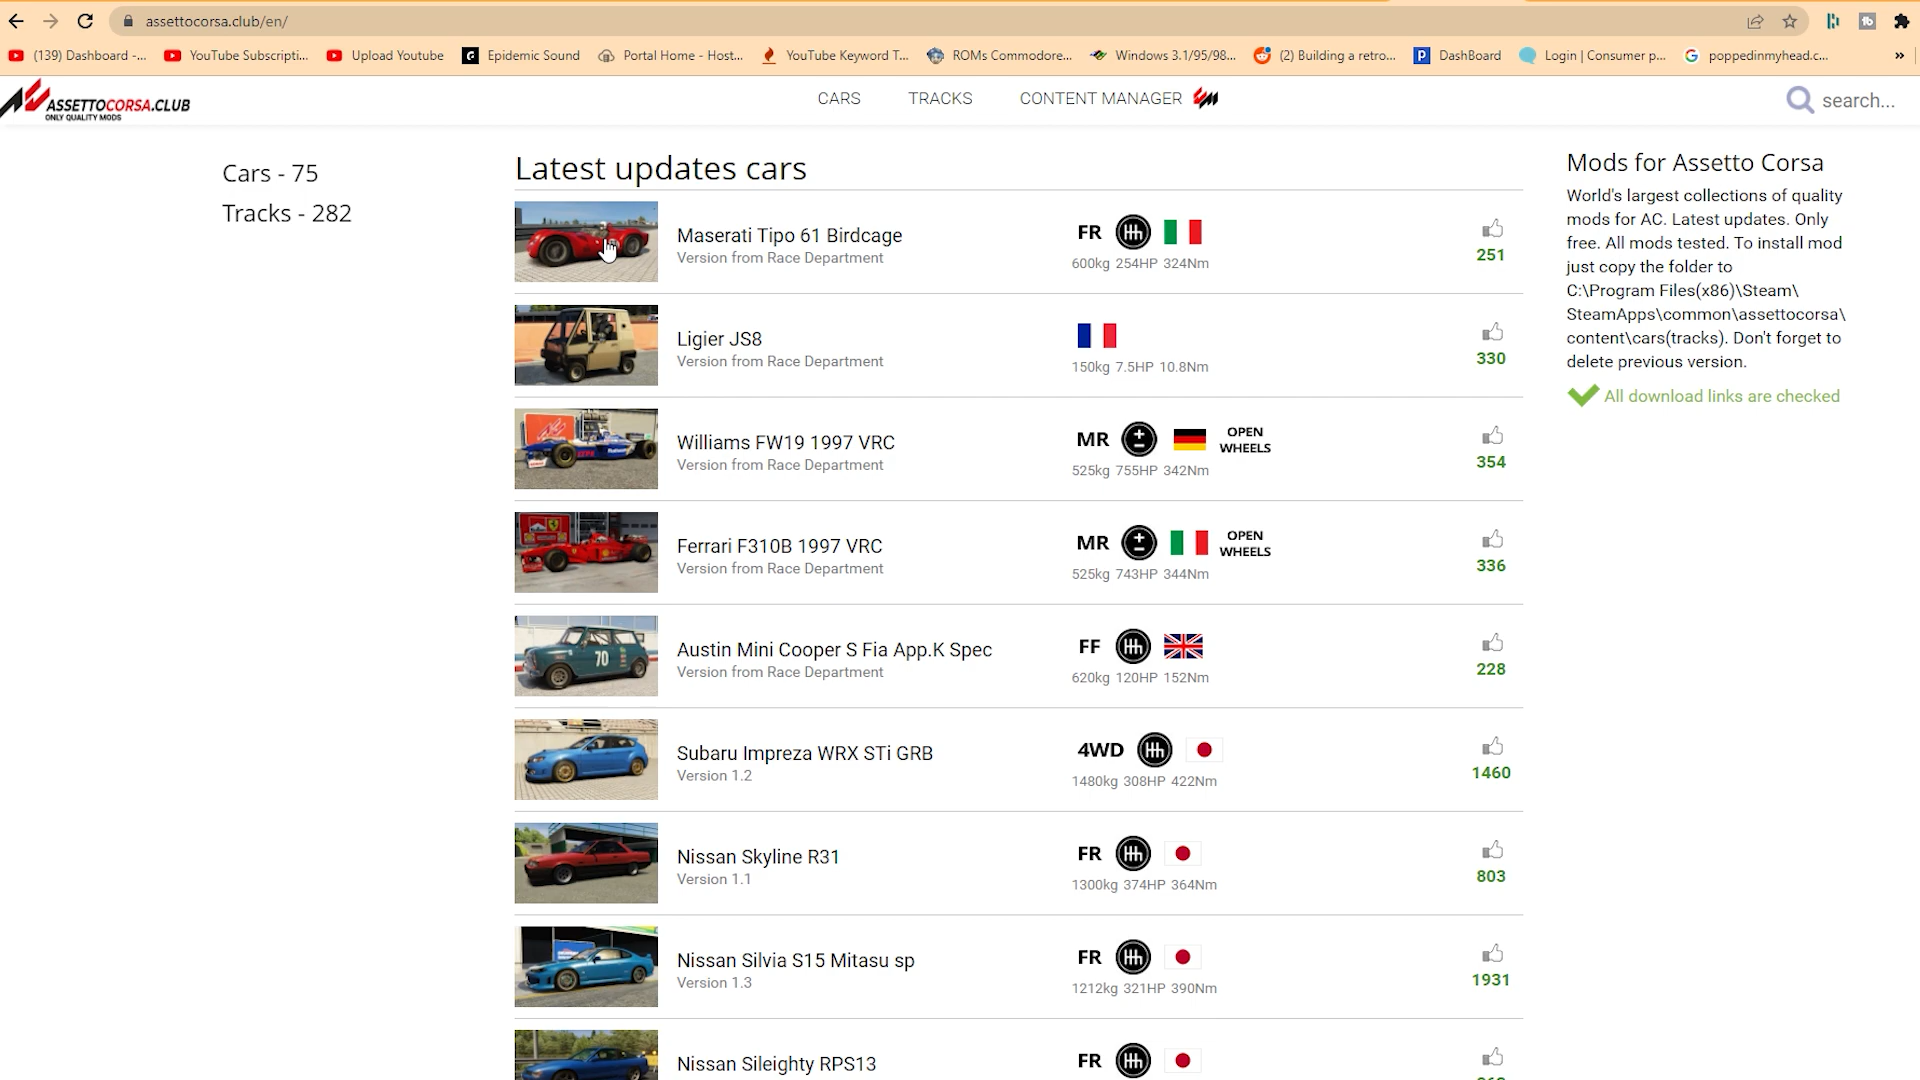 assettocorsa.club/en/
(139) Dashboard -... YouTube Subscripti... Upload Youtube Epidemic Sound Portal Home - Host... YouTube Keyword T... ROMs Commodore... Windows 3.1/95/98... (2) Building a retro... DashBoard Login | Consumer p... poppedinmyhead.c... »
ASSETTOCORSA.CLUB
ONLY QUALITY MODS
CARS TRACKS CONTENT MANAGER
search...
Cars - 75
Tracks - 282
Latest updates cars
Maserati Tipo 61 Birdcage
Version from Race Department
FR
600kg 254HP 324Nm
251
Ligier JS8
Version from Race Department
150kg 7.5HP 10.8Nm
330
Williams FW19 1997 VRC
Version from Race Department
MR OPEN
WHEELS
525kg 755HP 342Nm
354
Ferrari F310B 1997 VRC
Version from Race Department
MR OPEN
WHEELS
525kg 743HP 344Nm
336
70
Austin Mini Cooper S Fia App.K Spec
Version from Race Department
FF
620kg 120HP 152Nm
228
Subaru Impreza WRX STi GRB
Version 1.2
4WD
1480kg 308HP 422Nm
1460
Nissan Skyline R31
Version 1.1
FR
1300kg 374HP 364Nm
803
Nissan Silvia S15 Mitasu sp
Version 1.3
FR
1212kg 321HP 390Nm
1931
Nissan Sileighty RPS13
FR
Mods for Assetto Corsa
World's largest collections of quality
mods for AC. Latest updates. Only
free. All mods tested. To install mod
just copy the folder to
C:\Program Files(x86)\Steam\
SteamApps\common\assettocorsa\
content\cars(tracks). Don't forget to
delete previous version.
All download links are checked